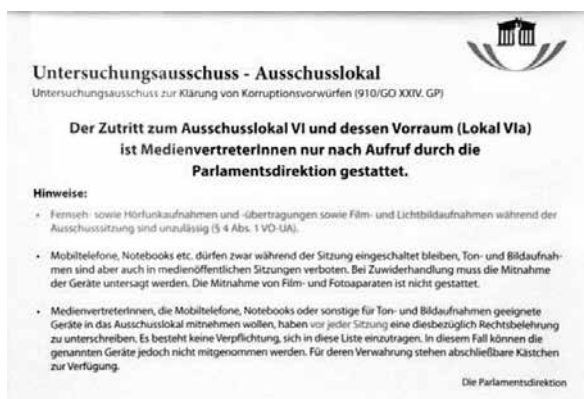 Untersuchungsausschuss - Ausschusslokal
Untersuchungsausschuss zur Klärung von Korruptionsvorwürfen (910/GO XXIV. GP)
Der Zutritt zum Ausschusslokal VI und dessen Vorraum (Lokal VIa)
ist MedienvertreterInnen nur nach Aufruf durch die
Parlamentsdirektion gestattet.
Hinweise:
• Fernseh- sowie Hörfunkaufnahmen und -übertragungen sowie Film- und Lichtbildaufnahmen während der
Ausschusssitzung sind unzulässig (§ 4 Abs. 1 VO-UA).
• Mobiltelefone, Notebooks etc. dürfen zwar während der Sitzung eingeschaltet bleiben, Ton- und Bildaufnah-
men sind aber auch in medienöffentlichen Sitzungen verboten. Bei Zuwiderhandlung muss die Mitnahme
der Geräte untersagt werden. Die Mitnahme von Film- und Fotoaparaten ist nicht gestattet.
• MedienvertreterInnen, die Mobiltelefone, Notebooks oder sonstige für Ton- und Bildaufnahmen geeignete
Geräte in das Ausschusslokal mitnehmen wollen, haben vor jeder Sitzung eine diesbezüglich Rechtsbelehrung
zu unterschreiben. Es besteht keine Verpflichtung, sich in diese Liste einzutragen. In diesem Fall können die
genannten Geräte jedoch nicht mitgenommen werden. Für deren Verwahrung stehen abschließbare Kästchen
zur Verfügung.
Die Parlamentsdirektion